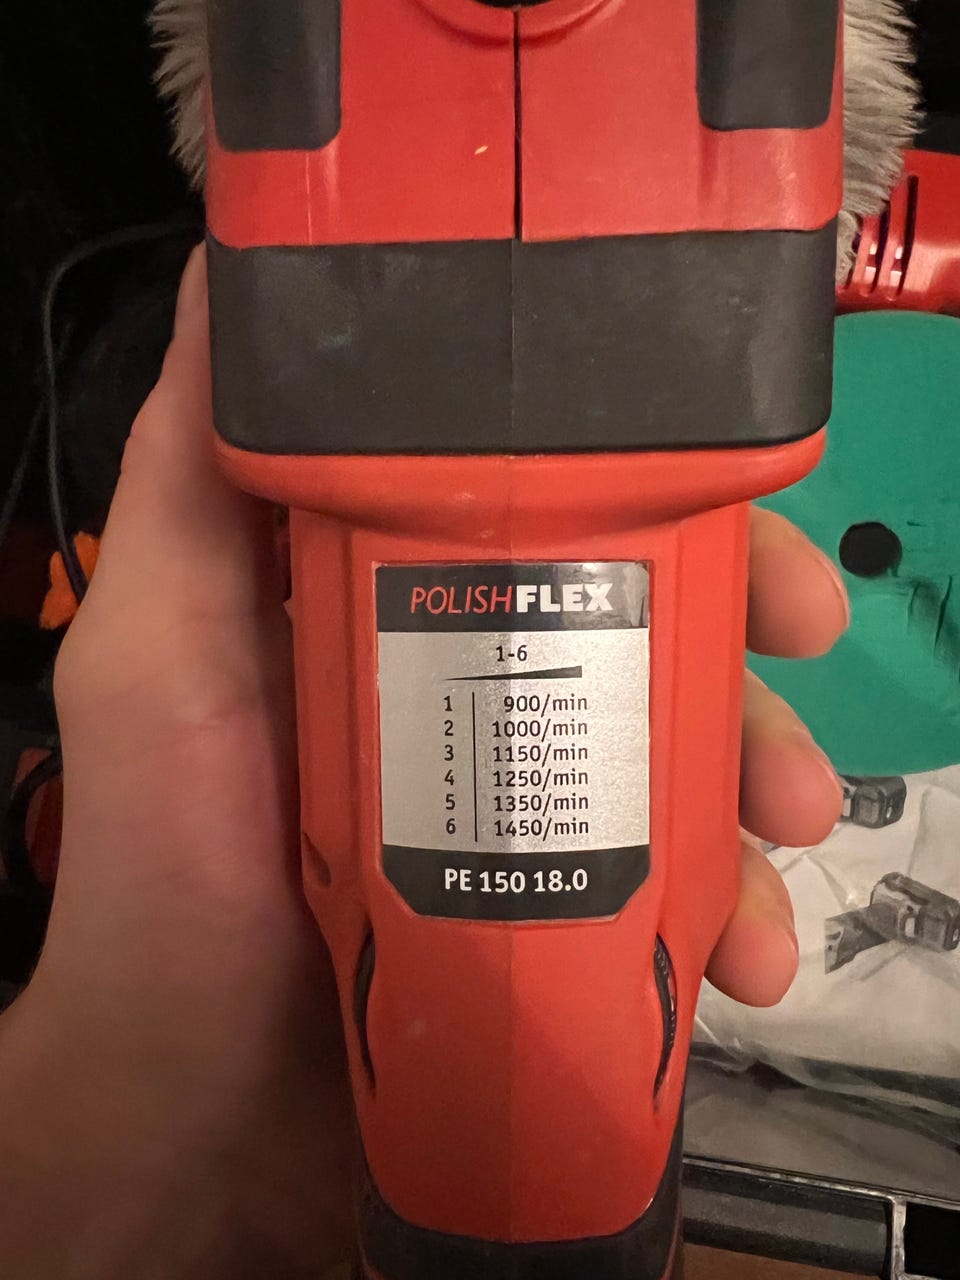 POLISHFLEX
1-6
1 900/min
2 1000/min
3 1150/min
4 1250/min
5 1350/min
6 1450/min
PE 150 18.0